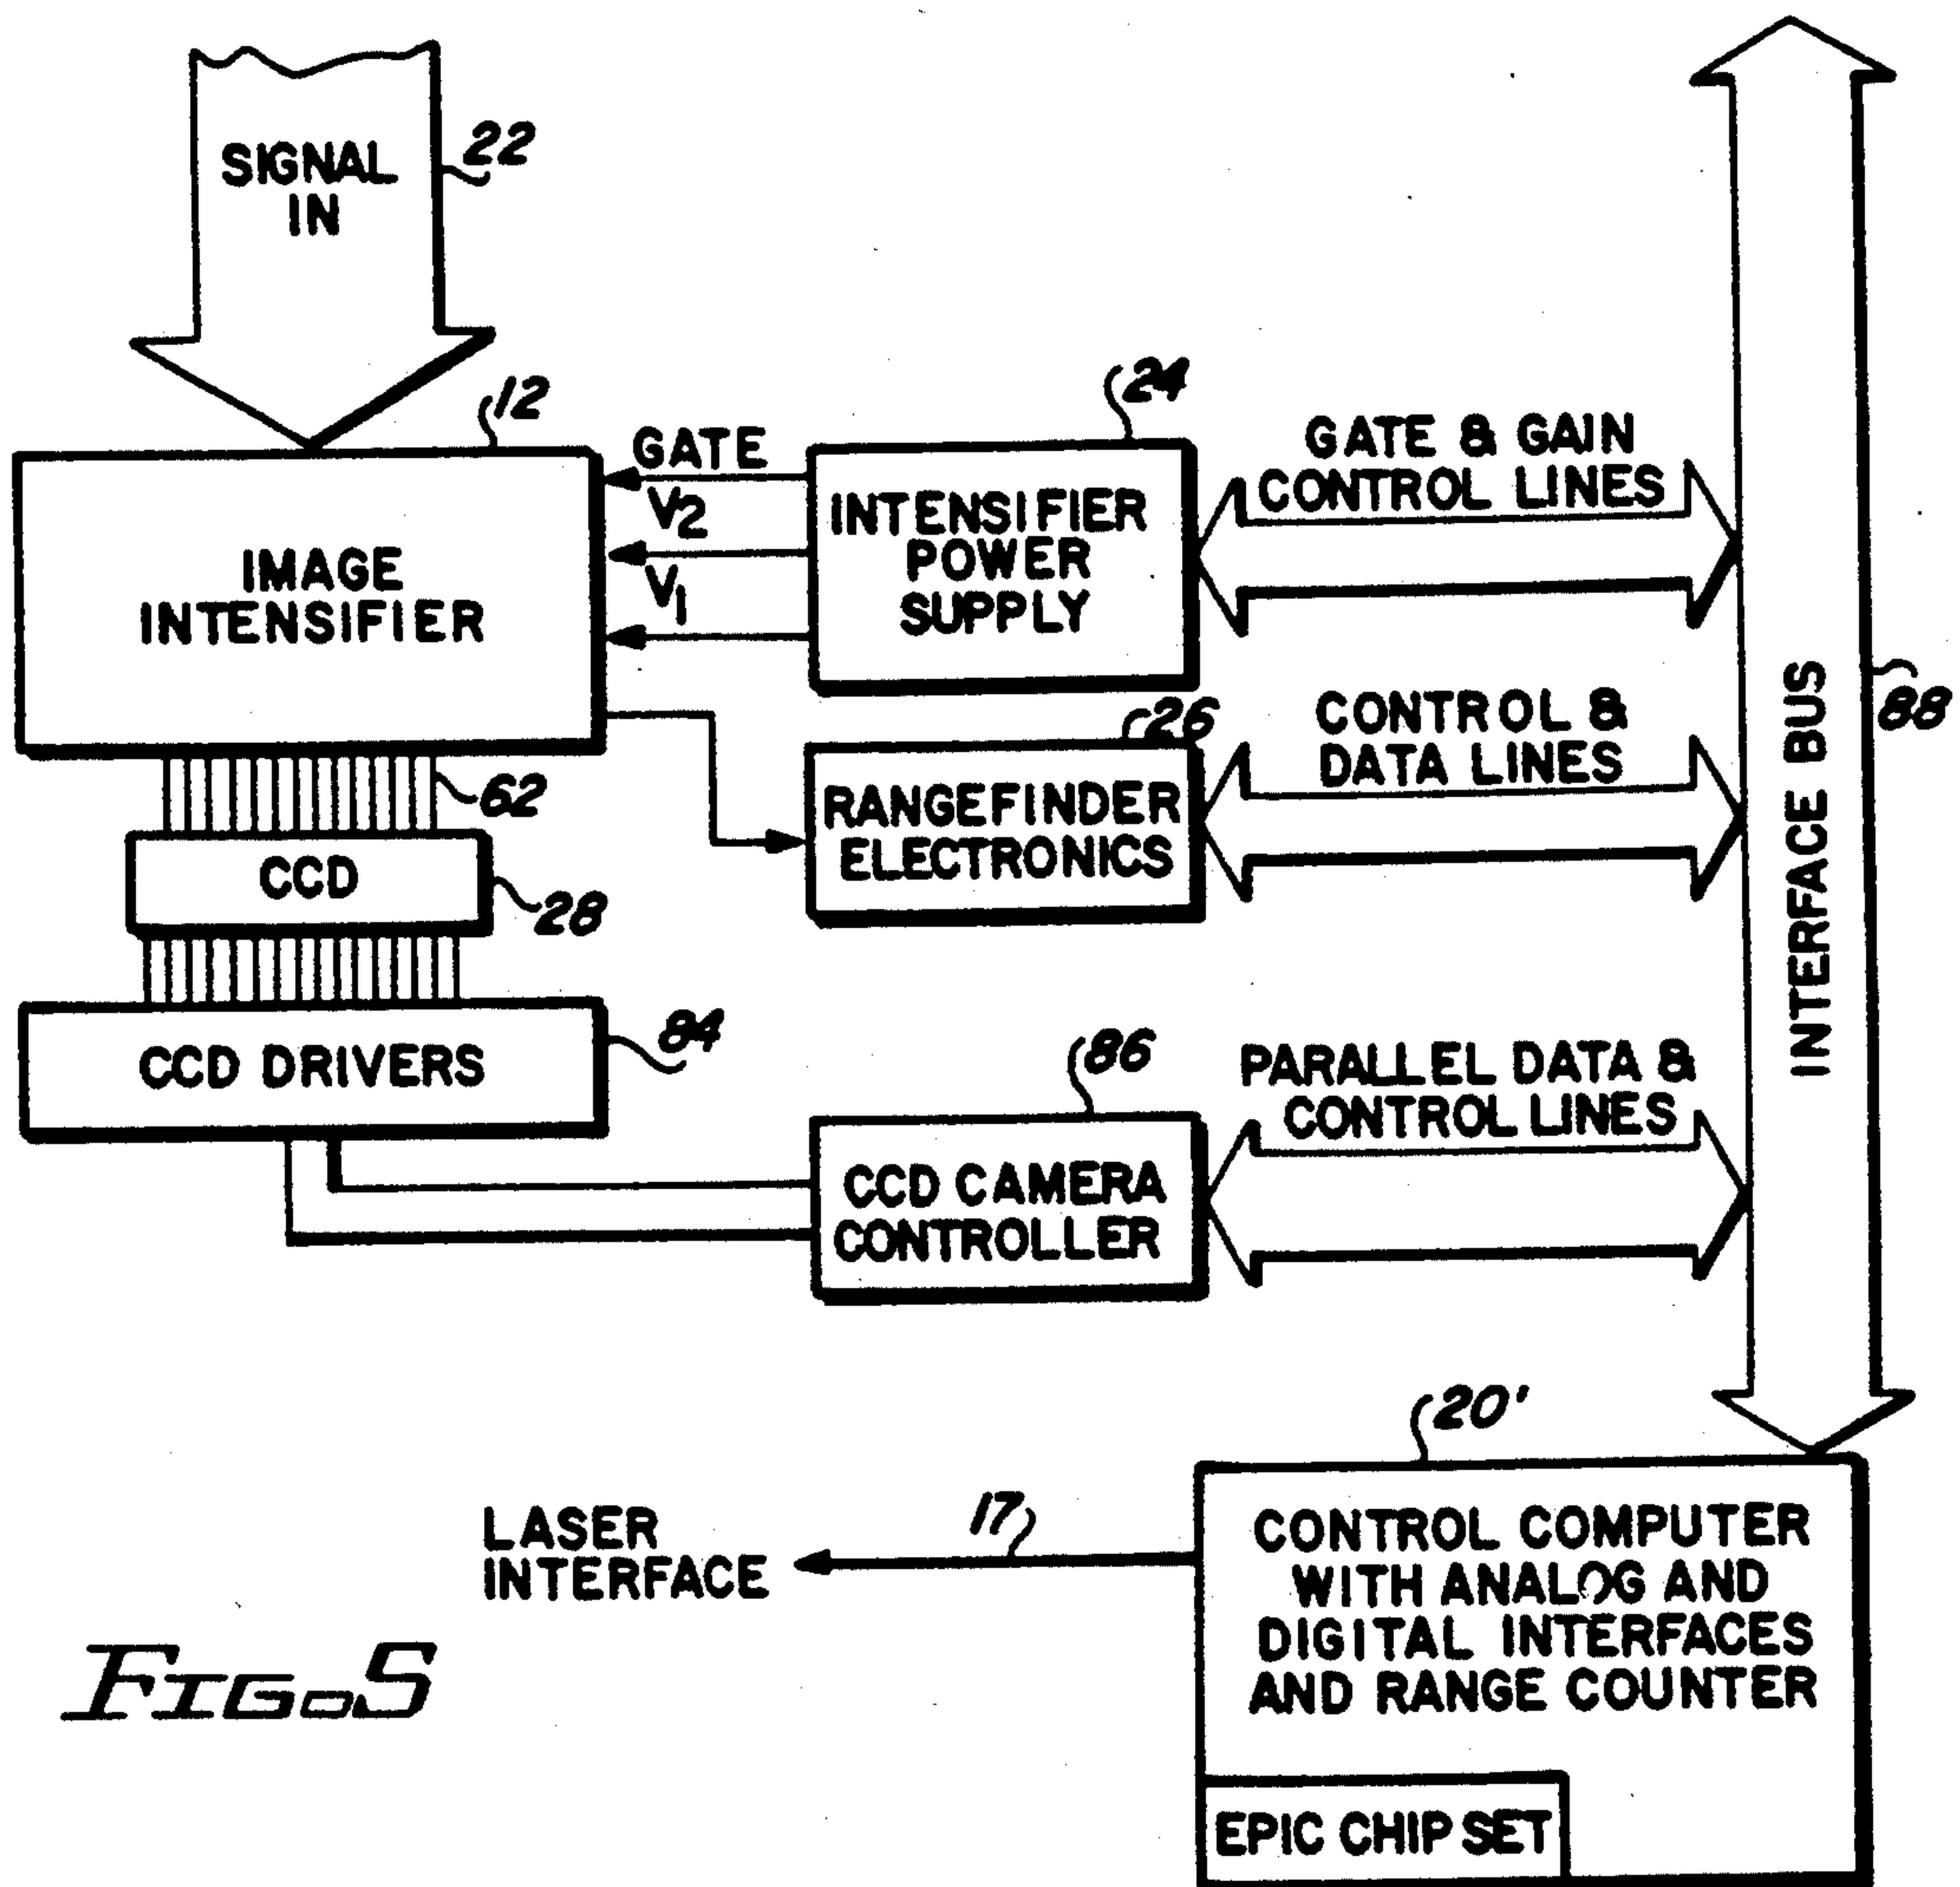 SIGNAL
IN
22
12
GATE
V2
V1
24
INTENSIFIER
POWER
SUPPLY
GATE & GAIN
CONTROL LINES
IMAGE
INTENSIFIER
26
RANGEFINDER
ELECTRONICS
CONTROL &
DATA LINES
INTERFACE BUS
88
62
CCD
28
CCD DRIVERS
84
86
CCD CAMERA
CONTROLLER
PARALLEL DATA &
CONTROL LINES
20'
LASER
INTERFACE
17
CONTROL COMPUTER
WITH ANALOG AND
DIGITAL INTERFACES
AND RANGE COUNTER
EPIC CHIP SET
FIG. 5